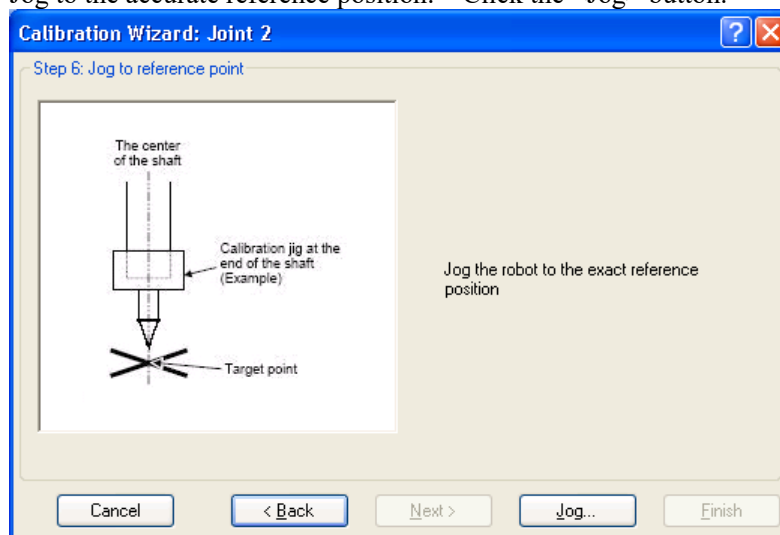 Jog to the accurate reference position. Click the "Jog" button.
Calibration Wizard: Joint 2
Step 6: Jog to reference point
The center
of the shaft
Calibration jig at the
end of the shaft
(Example)
Target point
Jog the robot to the exact reference
position
Cancel
< Back
Next >
Jog...
Finish